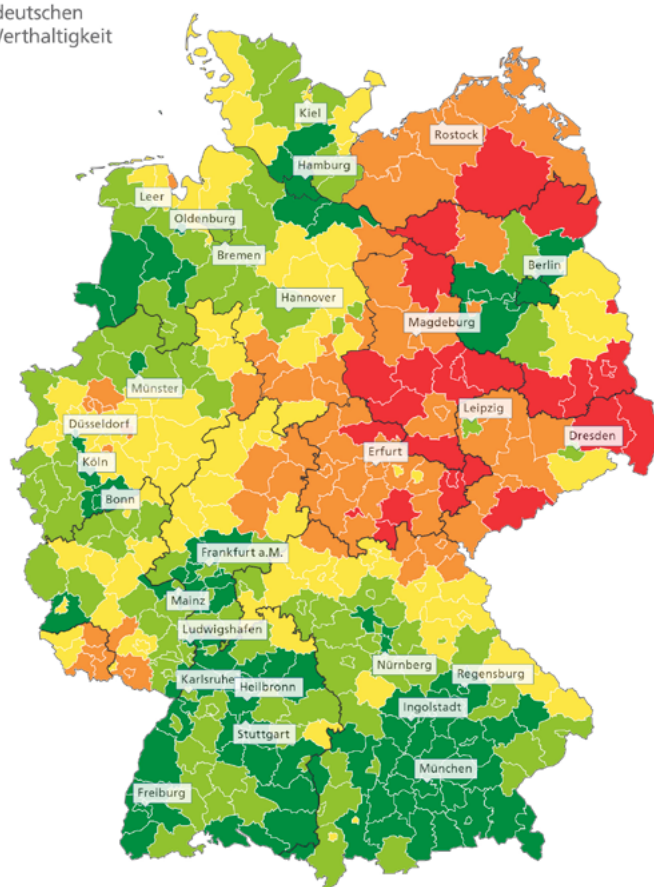 deutschen
Werthaltigkeit
Kiel
Rostock
Hamburg
Leer
Oldenburg
Bremen
Berlin
Hannover
Magdeburg
Münster
Leipzig
Düsseldorf
Dresden
Köln
Erfurt
Bonn
Frankfurt a.M.
Mainz
Ludwigshafen
Nürnberg
Regensburg
Karlsruhe
Heilbronn
Ingolstadt
Stuttgart
München
Freiburg